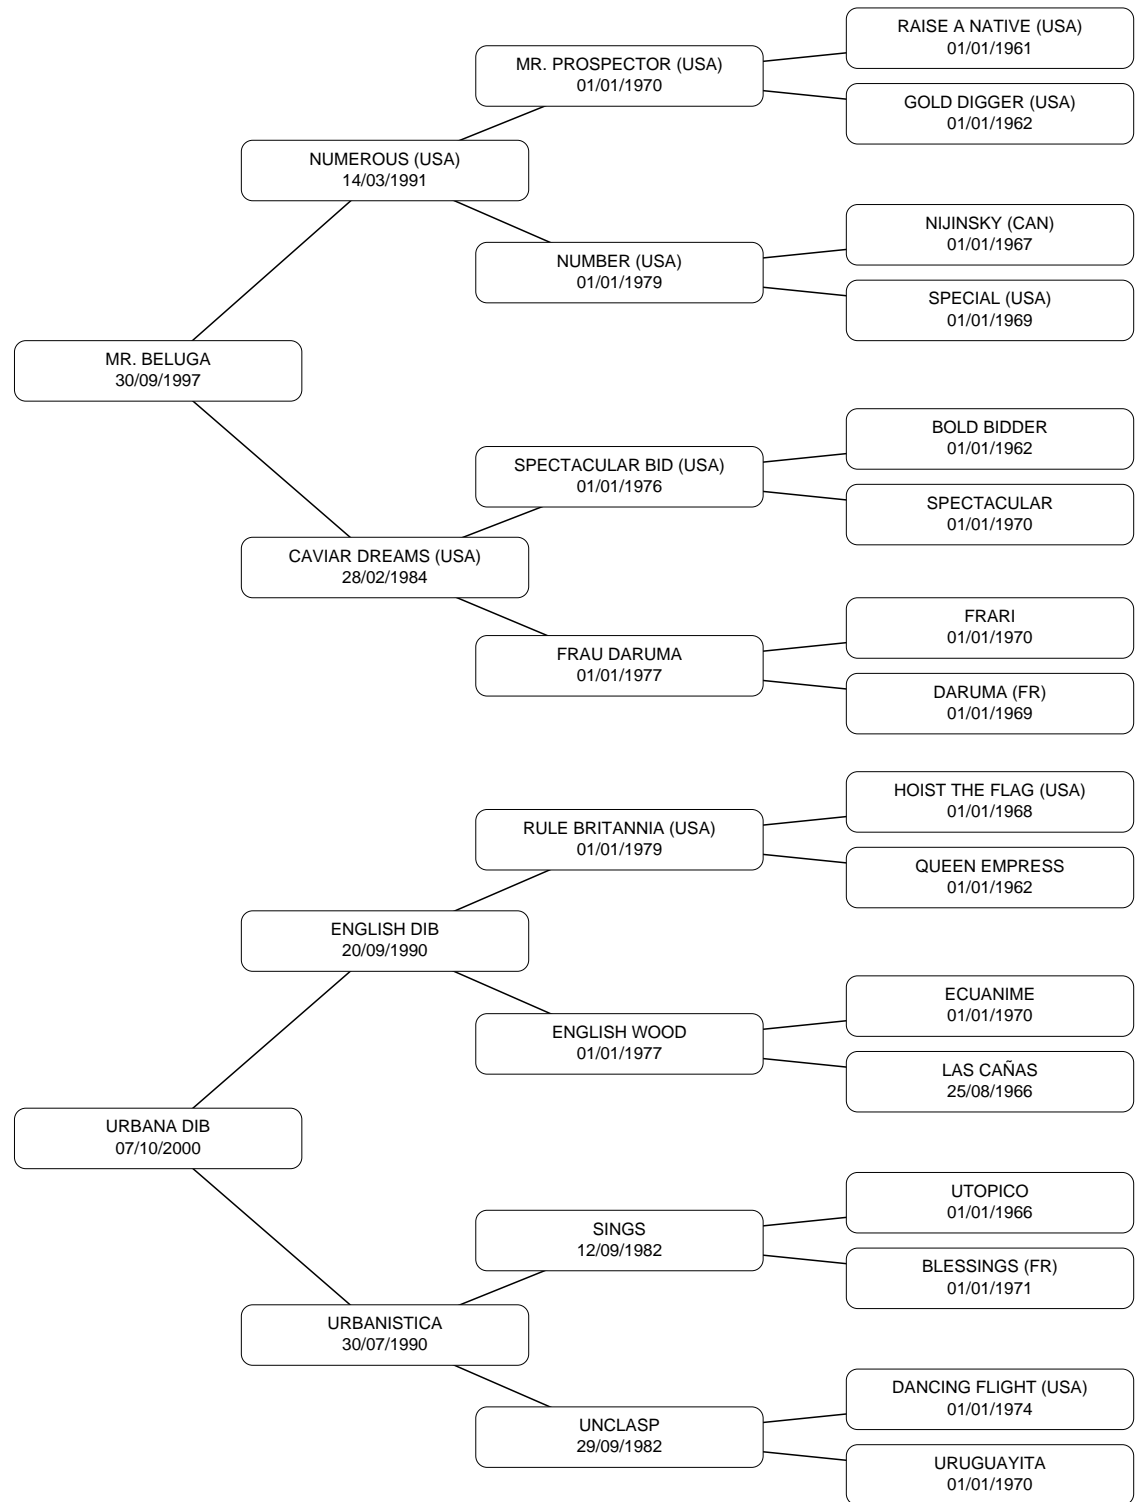 RAISE A NATIVE (USA)
01/01/1961
MR. PROSPECTOR (USA)
01/01/1970
GOLD DIGGER (USA)
01/01/1962
NUMEROUS (USA)
14/03/1991
NIJINSKY (CAN)
01/01/1967
NUMBER (USA)
01/01/1979
SPECIAL (USA)
01/01/1969
MR. BELUGA
30/09/1997
BOLD BIDDER
01/01/1962
SPECTACULAR BID (USA)
01/01/1976
SPECTACULAR
01/01/1970
CAVIAR DREAMS (USA)
28/02/1984
FRARI
01/01/1970
FRAU DARUMA
01/01/1977
DARUMA (FR)
01/01/1969
HOIST THE FLAG (USA)
01/01/1968
RULE BRITANNIA (USA)
01/01/1979
QUEEN EMPRESS
01/01/1962
ENGLISH DIB
20/09/1990
ECUANIME
01/01/1970
ENGLISH WOOD
01/01/1977
LAS CAÑAS
25/08/1966
URBANA DIB
07/10/2000
UTOPICO
01/01/1966
SINGS
12/09/1982
BLESSINGS (FR)
01/01/1971
URBANISTICA
30/07/1990
DANCING FLIGHT (USA)
01/01/1974
UNCLASP
29/09/1982
URUGUAYITA
01/01/1970